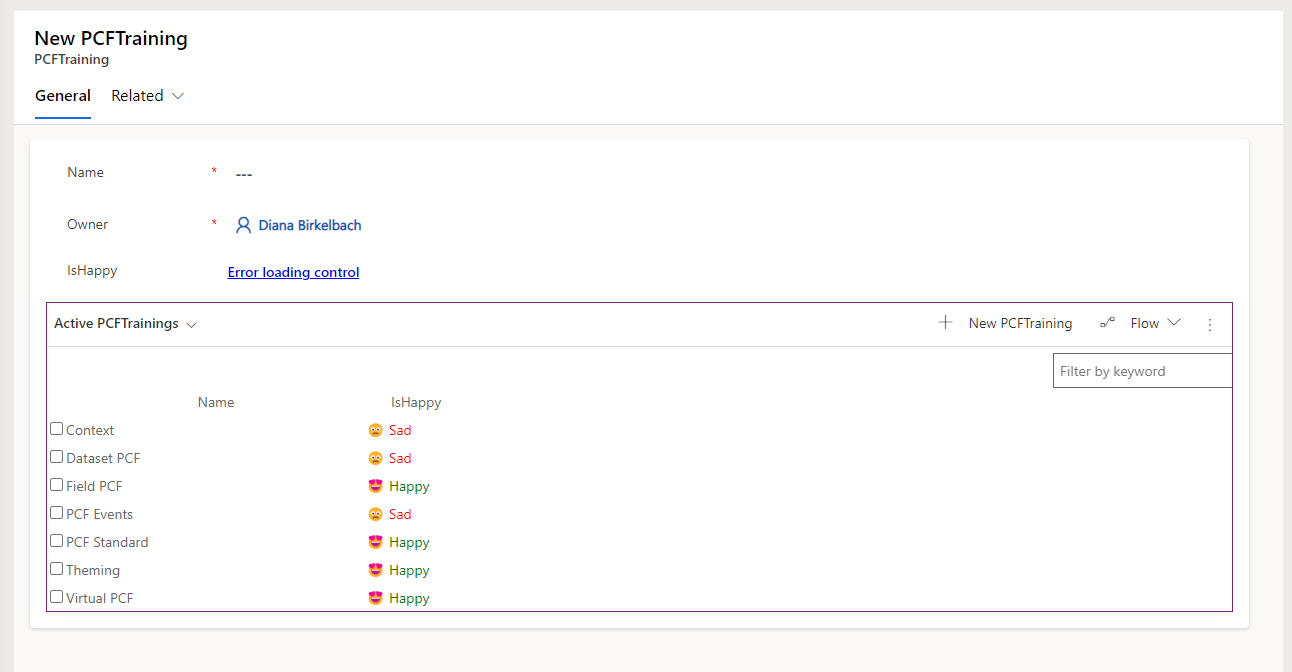 New PCFTraining
PCFTraining
General Related
Name * ---
Owner * Diana Birkelbach
IsHappy Error loading control
Active PCFTrainings New PCFTraining Flow
Filter by keyword
Name IsHappy
Context Sad
Dataset PCF Sad
Field PCF Happy
PCF Events Sad
PCF Standard Happy
Theming Happy
Virtual PCF Happy